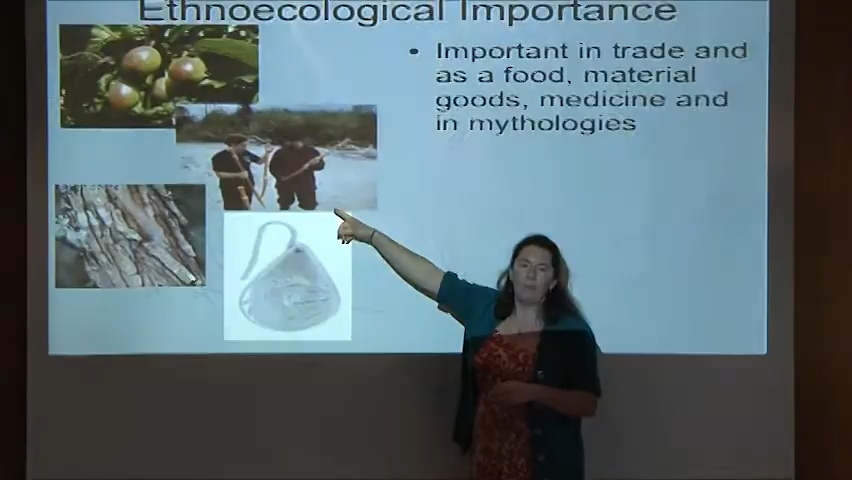 Ethnoecological Importance
• Important in trade and
as a food, material
goods, medicine and
in mythologies